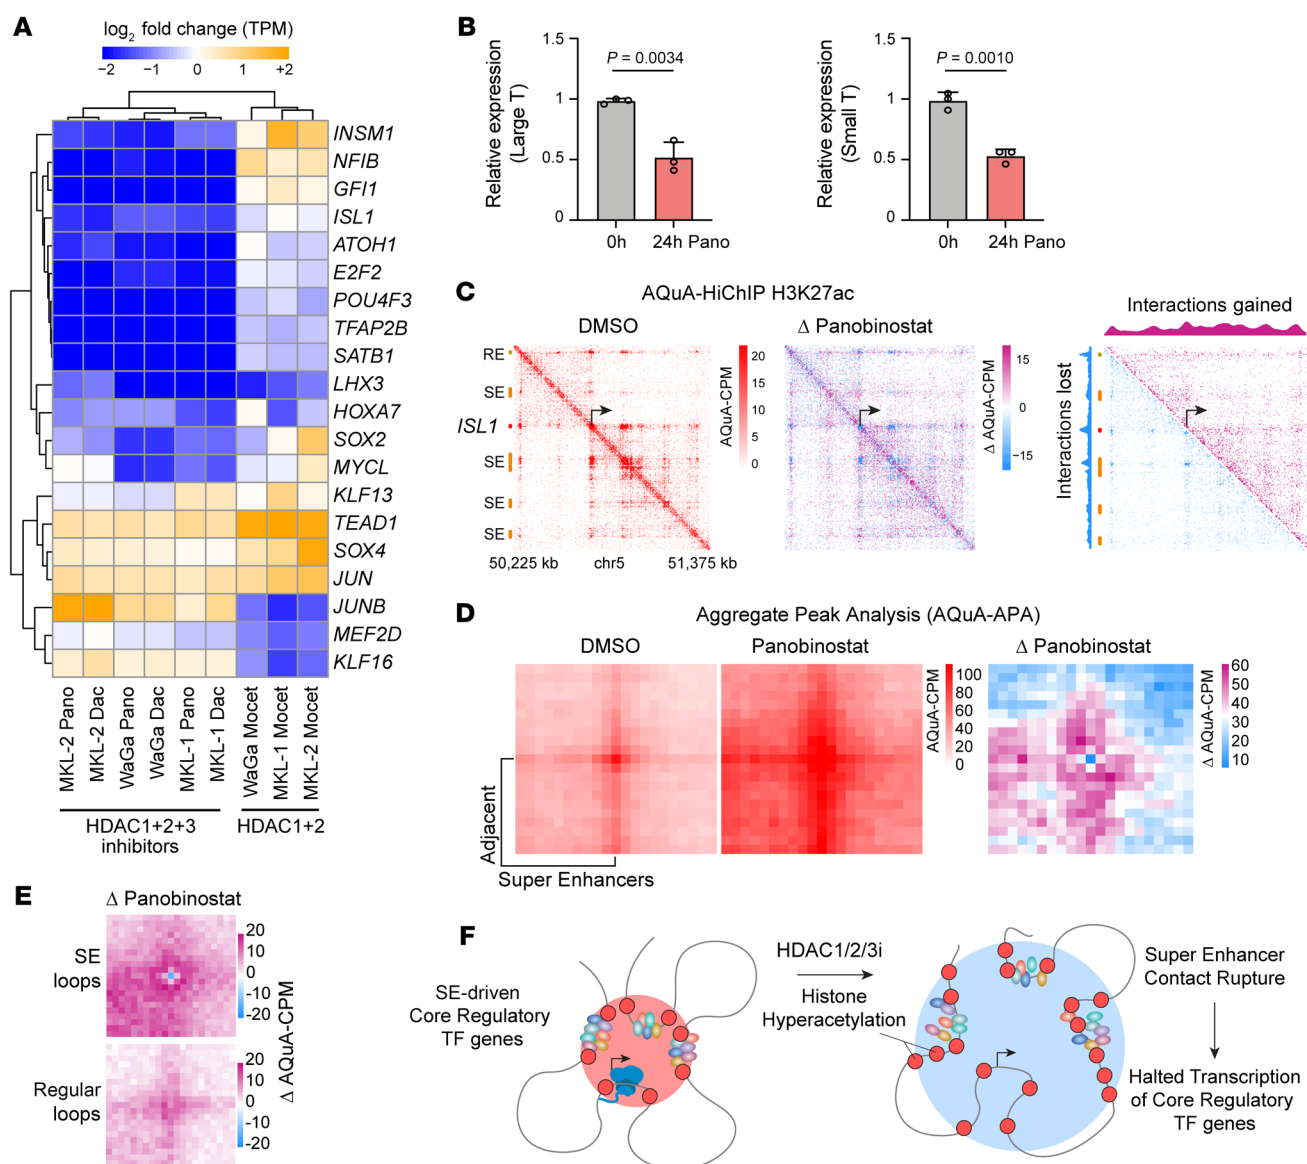 A
log2 fold change (TPM)
−2 −1 0 1 +2
INSM1
NFIB
GFI1
ISL1
ATOH1
E2F2
POU4F3
TFAP2B
SATB1
LHX3
HOXA7
SOX2
MYCL
KLF13
TEAD1
SOX4
JUN
JUNB
MEF2D
KLF16
MKL-2 Pano
MKL-2 Dac
WaGa Pano
WaGa Dac
MKL-1 Pano
MKL-1 Dac
WaGa Mocet
MKL-1 Mocet
MKL-2 Mocet
HDAC1+2+3
inhibitors
HDAC1+2
B
Relative expression
(Large T)
1.5
1
0.5
0
P = 0.0034
0h 24h Pano
Relative expression
(Small T)
1.5
1
0.5
0
P = 0.0010
0h 24h Pano
C
AQuA-HiChIP H3K27ac
DMSO
RE
SE
ISL1
SE
SE
SE
50,225 kb chr5 51,375 kb
AQuA-CPM
20
15
10
5
0
Δ Panobinostat
Δ AQuA-CPM
15
0
−15
Interactions gained
Interactions lost
D
Aggregate Peak Analysis (AQuA-APA)
DMSO
Panobinostat
Δ Panobinostat
Adjacent
Super Enhancers
AQuA-CPM
100
80
60
40
20
0
Δ AQuA-CPM
60
50
40
30
20
10
E
Δ Panobinostat
SE
loops
20
10
0
-10
-20
Regular
loops
20
10
0
-10
-20
Δ AQuA-CPM
F
SE-driven
Core Regulatory
TF genes
HDAC1/2/3i
Histone
Hyperacetylation
Super Enhancer
Contact Rupture
Halted Transcription
of Core Regulatory
TF genes